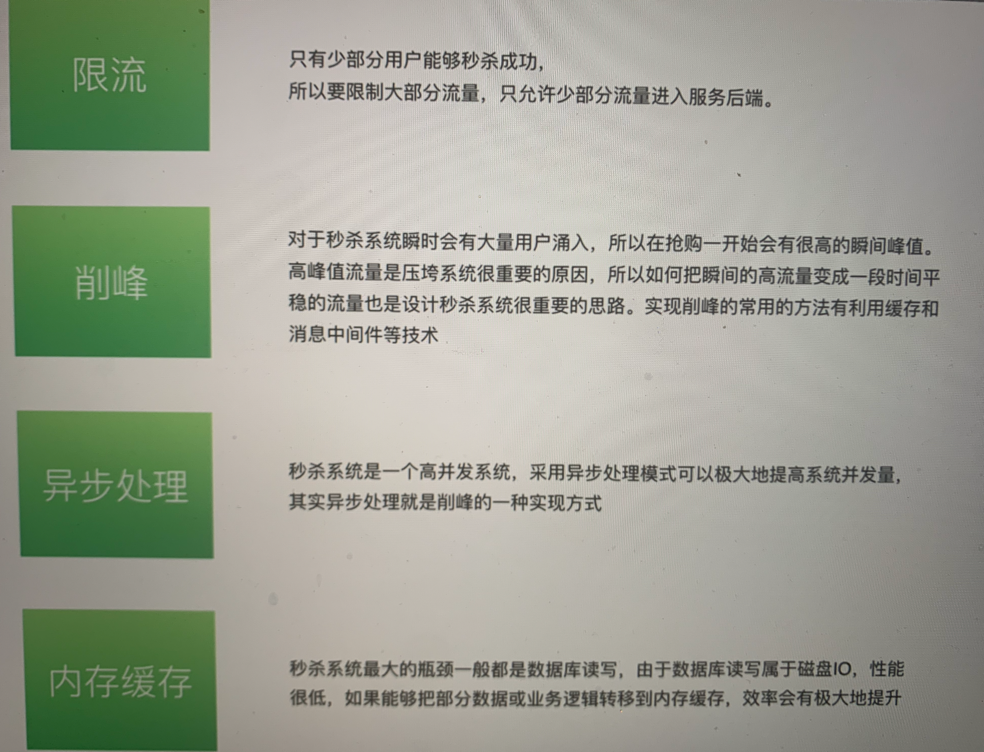 限流
只有少部分用户能够秒杀成功，
所以要限制大部分流量，只允许少部分流量进入服务后端。
削峰
对于秒杀系统瞬时会有大量用户涌入，所以在抢购一开始会有很高的瞬间峰值。
高峰值流量是压垮系统很重要的原因，所以如何把瞬间的高流量变成一段时间平
稳的流量也是设计秒杀系统很重要的思路。实现削峰的常用的方法有利用缓存和
消息中间件等技术
异步处理
秒杀系统是一个高并发系统，采用异步处理模式可以极大地提高系统并发量，
其实异步处理就是削峰的一种实现方式
内存缓存
秒杀系统最大的瓶颈一般都是数据库读写，由于数据库读写属于磁盘IO，性能
很低，如果能够把部分数据或业务逻辑转移到内存缓存，效率会有极大地提升